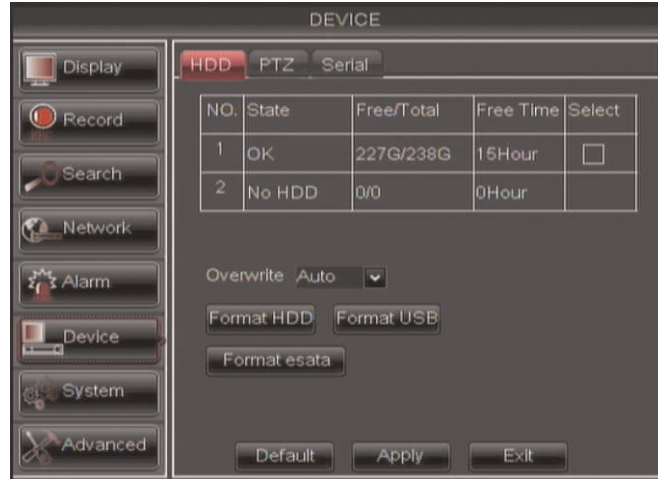 DEVICE
Display
Record
Search
Network
Alarm
Device
System
Advanced
HDD PTZ Serial
NO. State Free/Total Free Time Select
1 OK 227G/238G 15Hour
2 No HDD 0/0 0Hour
Overwrite Auto
Format HDD Format USB
Format esata
Default Apply Exit